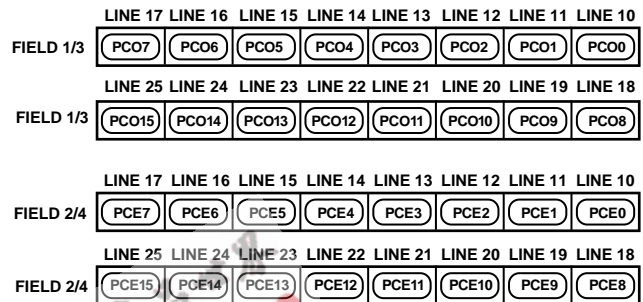 LINE 17 LINE 16 LINE 15 LINE 14 LINE 13 LINE 12 LINE 11 LINE 10
FIELD 1/3 PCO7 PCO6 PCO5 PCO4 PCO3 PCO2 PCO1 PCO0
LINE 25 LINE 24 LINE 23 LINE 22 LINE 21 LINE 20 LINE 19 LINE 18
FIELD 1/3 PCO15 PCO14 PCO13 PCO12 PCO11 PCO10 PCO9 PCO8
LINE 17 LINE 16 LINE 15 LINE 14 LINE 13 LINE 12 LINE 11 LINE 10
FIELD 2/4 PCE7 PCE6 PCE5 PCE4 PCE3 PCE2 PCE1 PCE0
LINE 25 LINE 24 LINE 23 LINE 22 LINE 21 LINE 20 LINE 19 LINE 18
FIELD 2/4 PCE15 PCE14 PCE13 PCE12 PCE11 PCE10 PCE9 PCE8